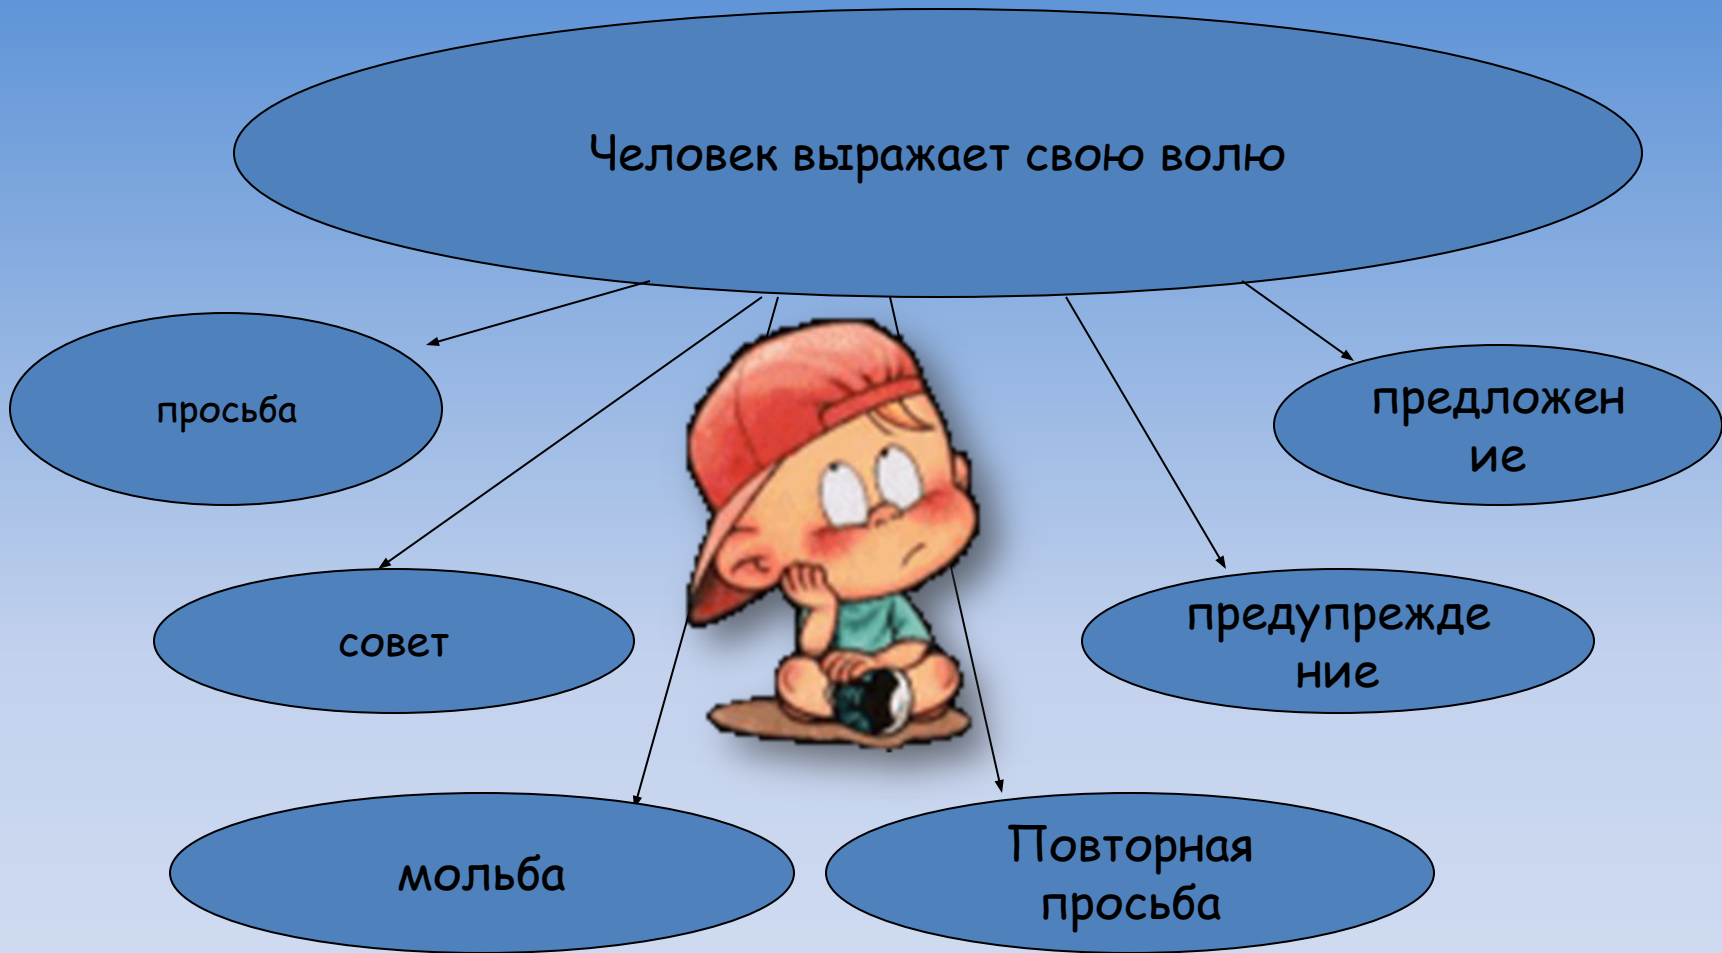 Человек выражает свою волю
просьба
предложен
ие
совет
предупрежде
ние
мольба
Повторная
просьба